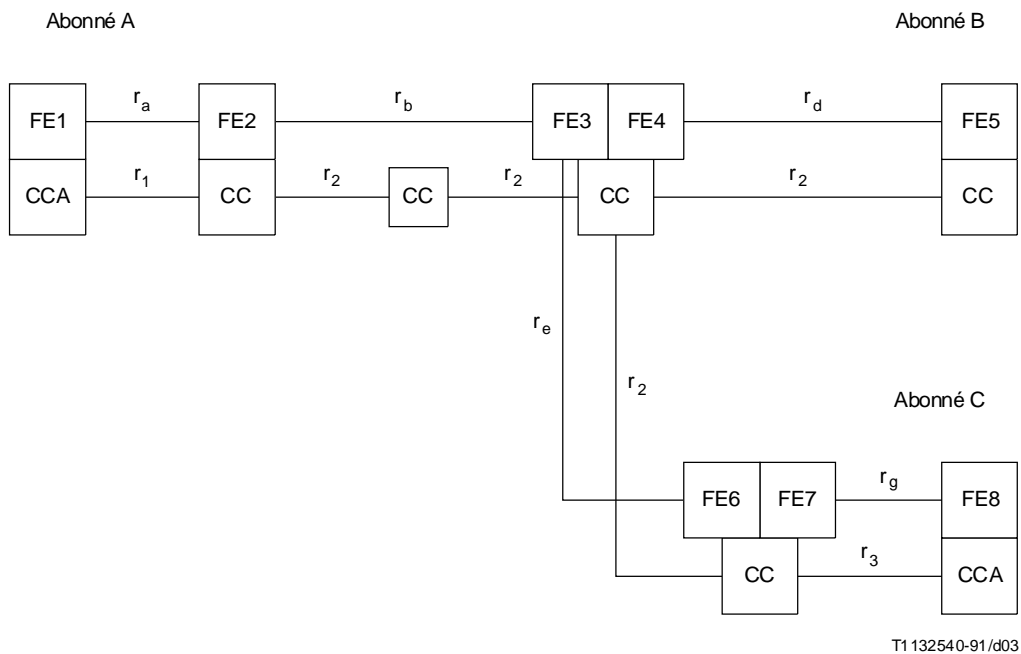 Abonné A
Abonné B
r a
r b
r d
FE1
FE2
FE3
FE4
FE5
r 1
r 2
r 2
r 2
CCA
CC
CC
CC
CC
r e
r 2
Abonné C
r g
FE6
FE7
FE8
r 3
CC
CCA
T1132540-91/d03